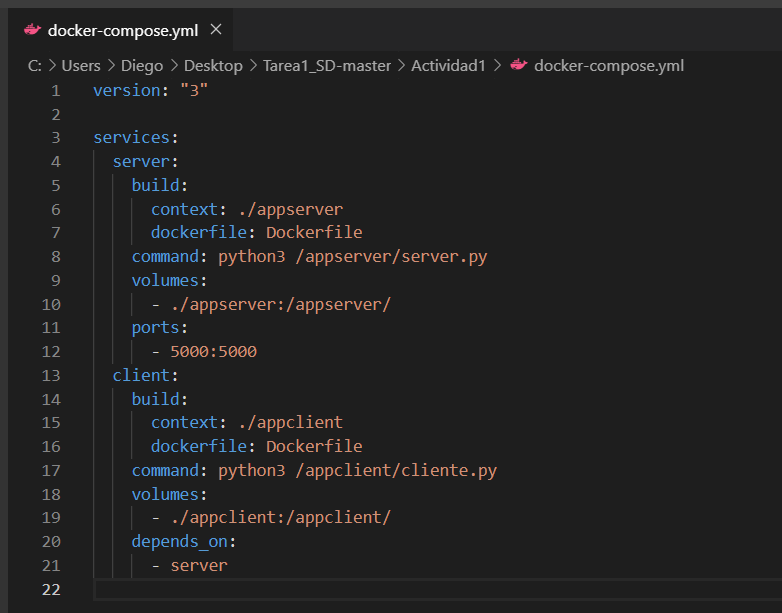 docker-compose.yml ×
C: > Users > Diego > Desktop > Tarea1_SD-master > Actividad1 > docker-compose.yml
1 version: "3"
2
3 services:
4   server:
5     build:
6       context: ./appserver
7       dockerfile: Dockerfile
8     command: python3 /appserver/server.py
9     volumes:
10       - ./appserver:/appserver/
11     ports:
12       - 5000:5000
13   client:
14     build:
15       context: ./appclient
16       dockerfile: Dockerfile
17     command: python3 /appclient/cliente.py
18     volumes:
19       - ./appclient:/appclient/
20     depends_on:
21       - server
22